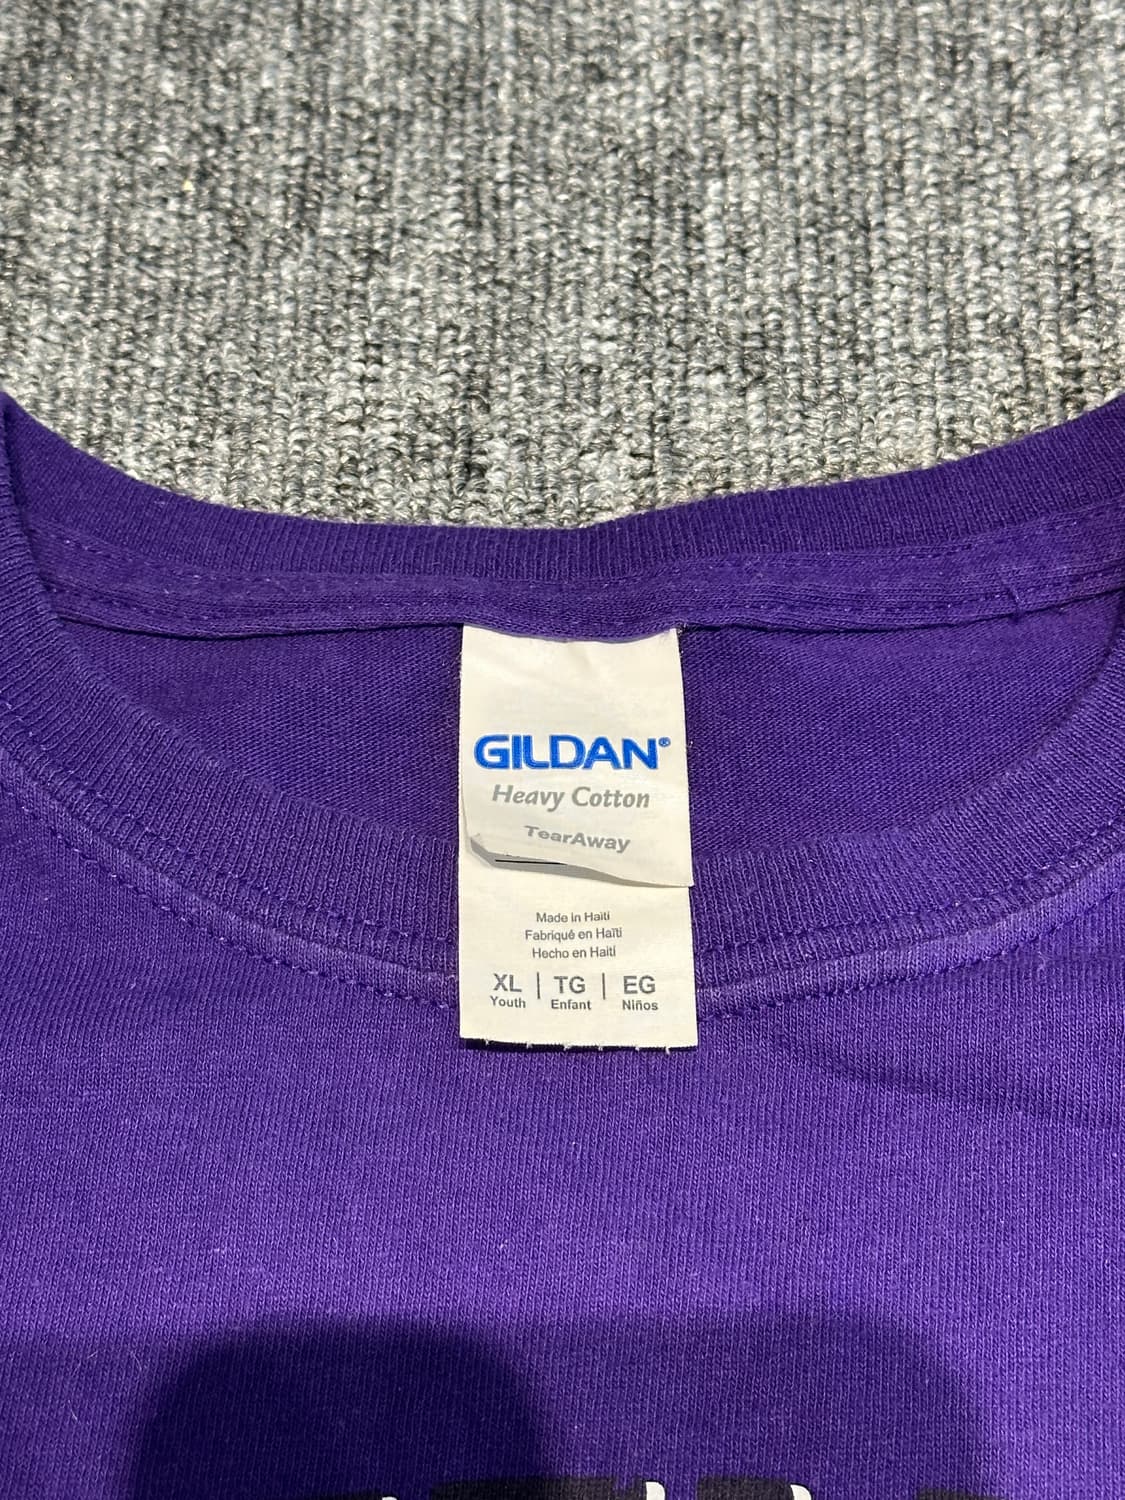 GILDAN®
Heavy Cotton
TearAway
Made in Haiti
Fabriqué en Haïti
Hecho en Haití
XL | TG | EG
Youth Enfant Niños